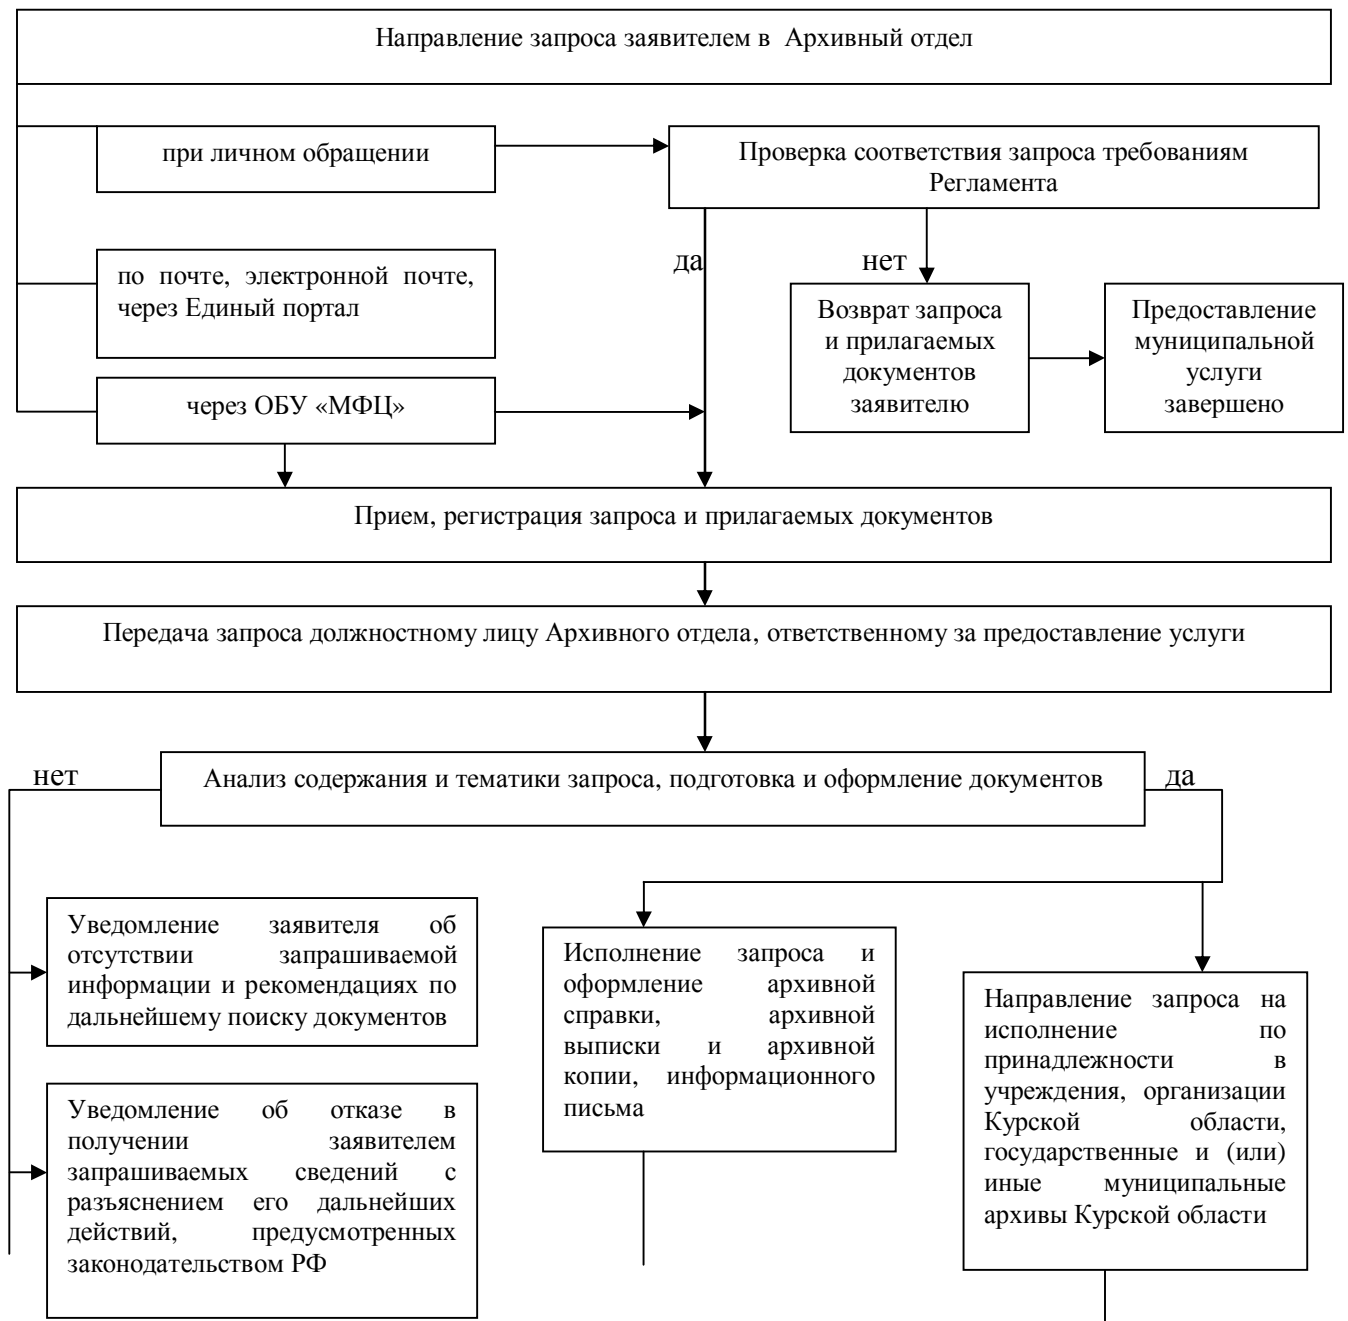 Направление запроса заявителем в Архивный отдел
при личном обращении
Проверка соответствия запроса требованиям
Регламента
по почте, электронной почте,
через Единый портал
да
нет
Возврат запроса
и прилагаемых
документов
заявителю
Предоставление
муниципальной
услуги
завершено
через ОБУ «МФЦ»
Прием, регистрация запроса и прилагаемых документов
Передача запроса должностному лицу Архивного отдела, ответственному за предоставление услуги
нет
Анализ содержания и тематики запроса, подготовка и оформление документов
да
Уведомление заявителя об
отсутствии запрашиваемой
информации и рекомендациях по
дальнейшему поиску документов
Исполнение запроса и
оформление архивной
справки, архивной
выписки и архивной
копии, информационного
письма
Направление запроса на
исполнение по
принадлежности в
учреждения, организации
Курской области,
государственные и (или)
иные муниципальные
архивы Курской области
Уведомление об отказе в
получении заявителем
запрашиваемых сведений с
разъяснением его дальнейших
действий, предусмотренных
законодательством РФ